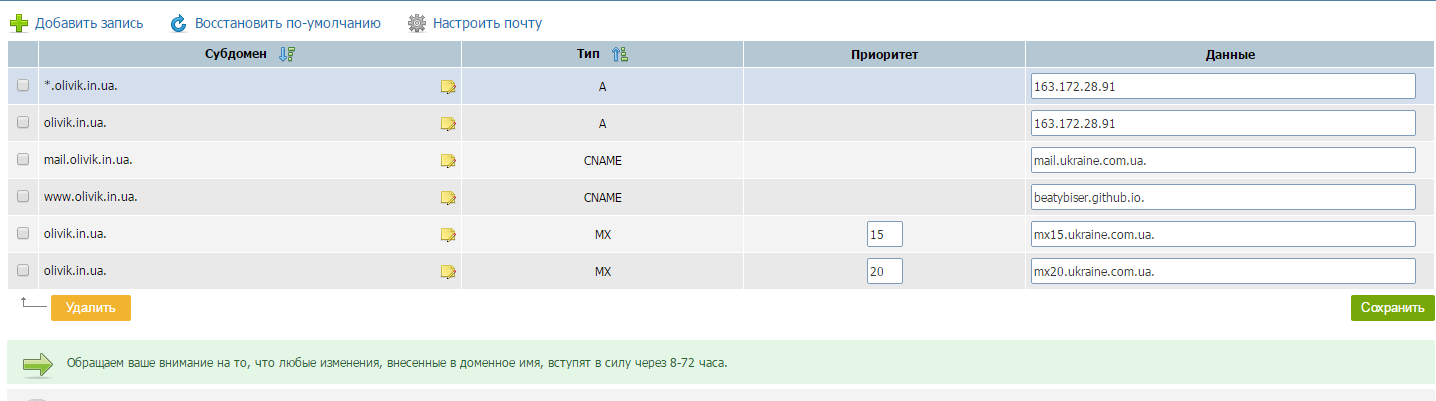 Добавить запись Восстановить по-умолчанию Настроить почту
Субдомен Тип Приоритет Данные
*.olivik.in.ua. A 163.172.28.91
olivik.in.ua. A 163.172.28.91
mail.olivik.in.ua. CNAME mail.ukraine.com.ua.
www.olivik.in.ua. CNAME beatybiser.github.io.
olivik.in.ua. MX 15 mx15.ukraine.com.ua.
olivik.in.ua. MX 20 mx20.ukraine.com.ua.
Удалить Сохранить
Обращаем ваше внимание на то, что любые изменения, внесенные в доменное имя, вступят в силу через 8-72 часа.